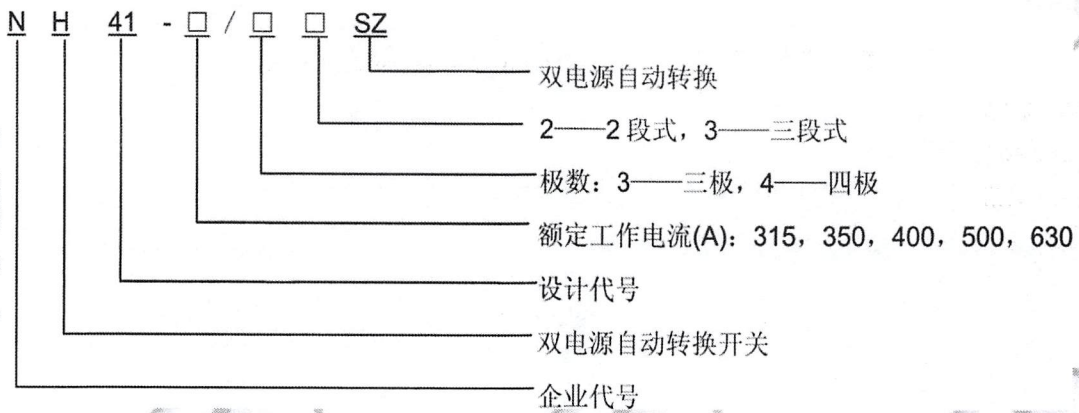 N H 41 - □ / □ □ SZ
双电源自动转换
2——2段式，3——三段式
极数：3——三极，4——四极
额定工作电流(A)：315，350，400，500，630
设计代号
双电源自动转换开关
企业代号